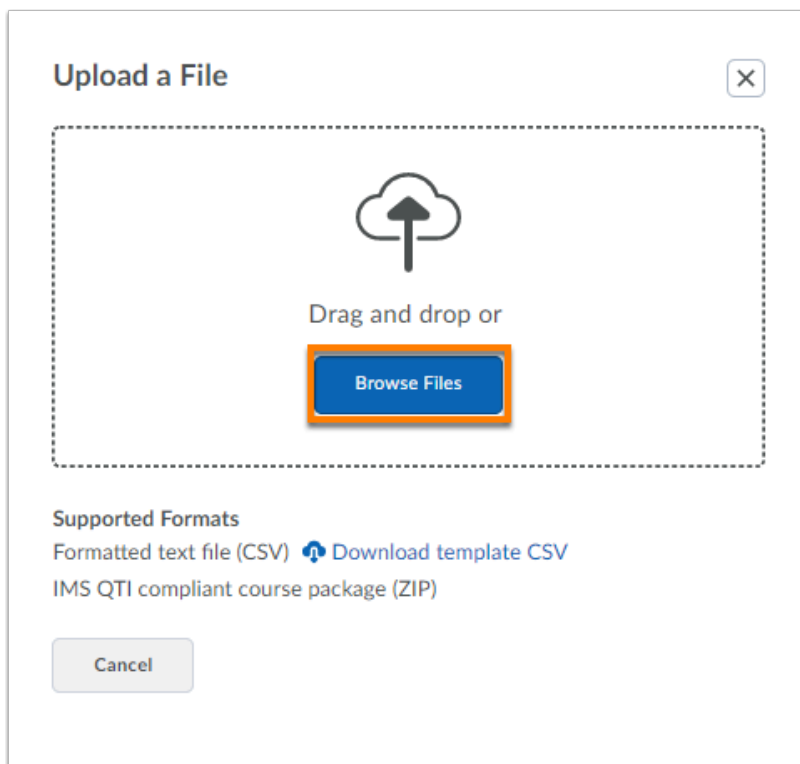 Upload a File
Drag and drop or
Browse Files
Supported Formats
Formatted text file (CSV) Download template CSV
IMS QTI compliant course package (ZIP)
Cancel